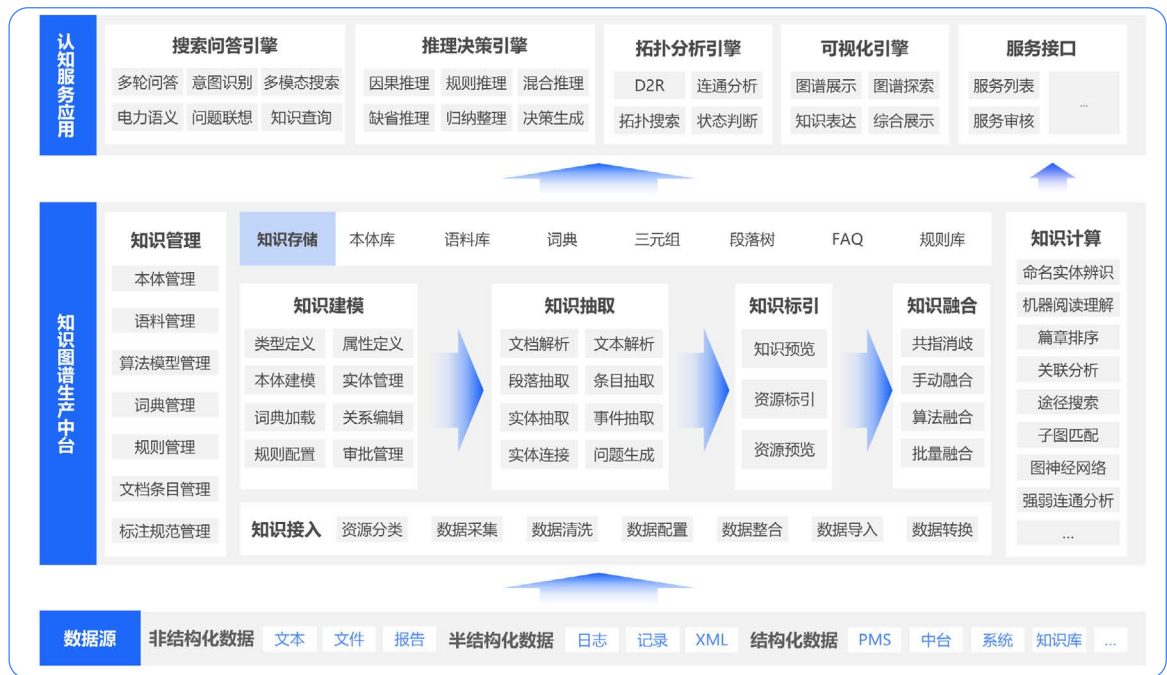 认知服务应用
搜索问答引擎
多轮问答 意图识别 多模态搜索
电力语义 问题联想 知识查询
推理决策引擎
因果推理 规则推理 混合推理
缺省推理 归纳整理 决策生成
拓扑分析引擎
D2R 连通分析
拓扑搜索 状态判断
可视化引擎
图谱展示 图谱探索
知识表达 综合展示
服务接口
服务列表
服务审核
...
知识图谱生产中台
知识管理
本体管理
语料管理
算法模型管理
词典管理
规则管理
文档条目管理
标注规范管理
知识存储 本体库 语料库 词典 三元组 段落树 FAQ 规则库
知识建模
类型定义 属性定义
本体建模 实体管理
词典加载 关系编辑
规则配置 审批管理
知识抽取
文档解析 文本解析
段落抽取 条目抽取
实体抽取 事件抽取
实体连接 问题生成
知识标引
知识预览
资源标引
资源预览
知识融合
共指消歧
手动融合
算法融合
批量融合
知识接入 资源分类 数据采集 数据清洗 数据配置 数据整合 数据导入 数据转换
知识计算
命名实体辨识
机器阅读理解
篇章排序
关联分析
途径搜索
子图匹配
图神经网络
强弱连通分析
...
数据源 非结构化数据 文本 文件 报告 半结构化数据 日志 记录 XML 结构化数据 PMS 中台 系统 知识库 ...